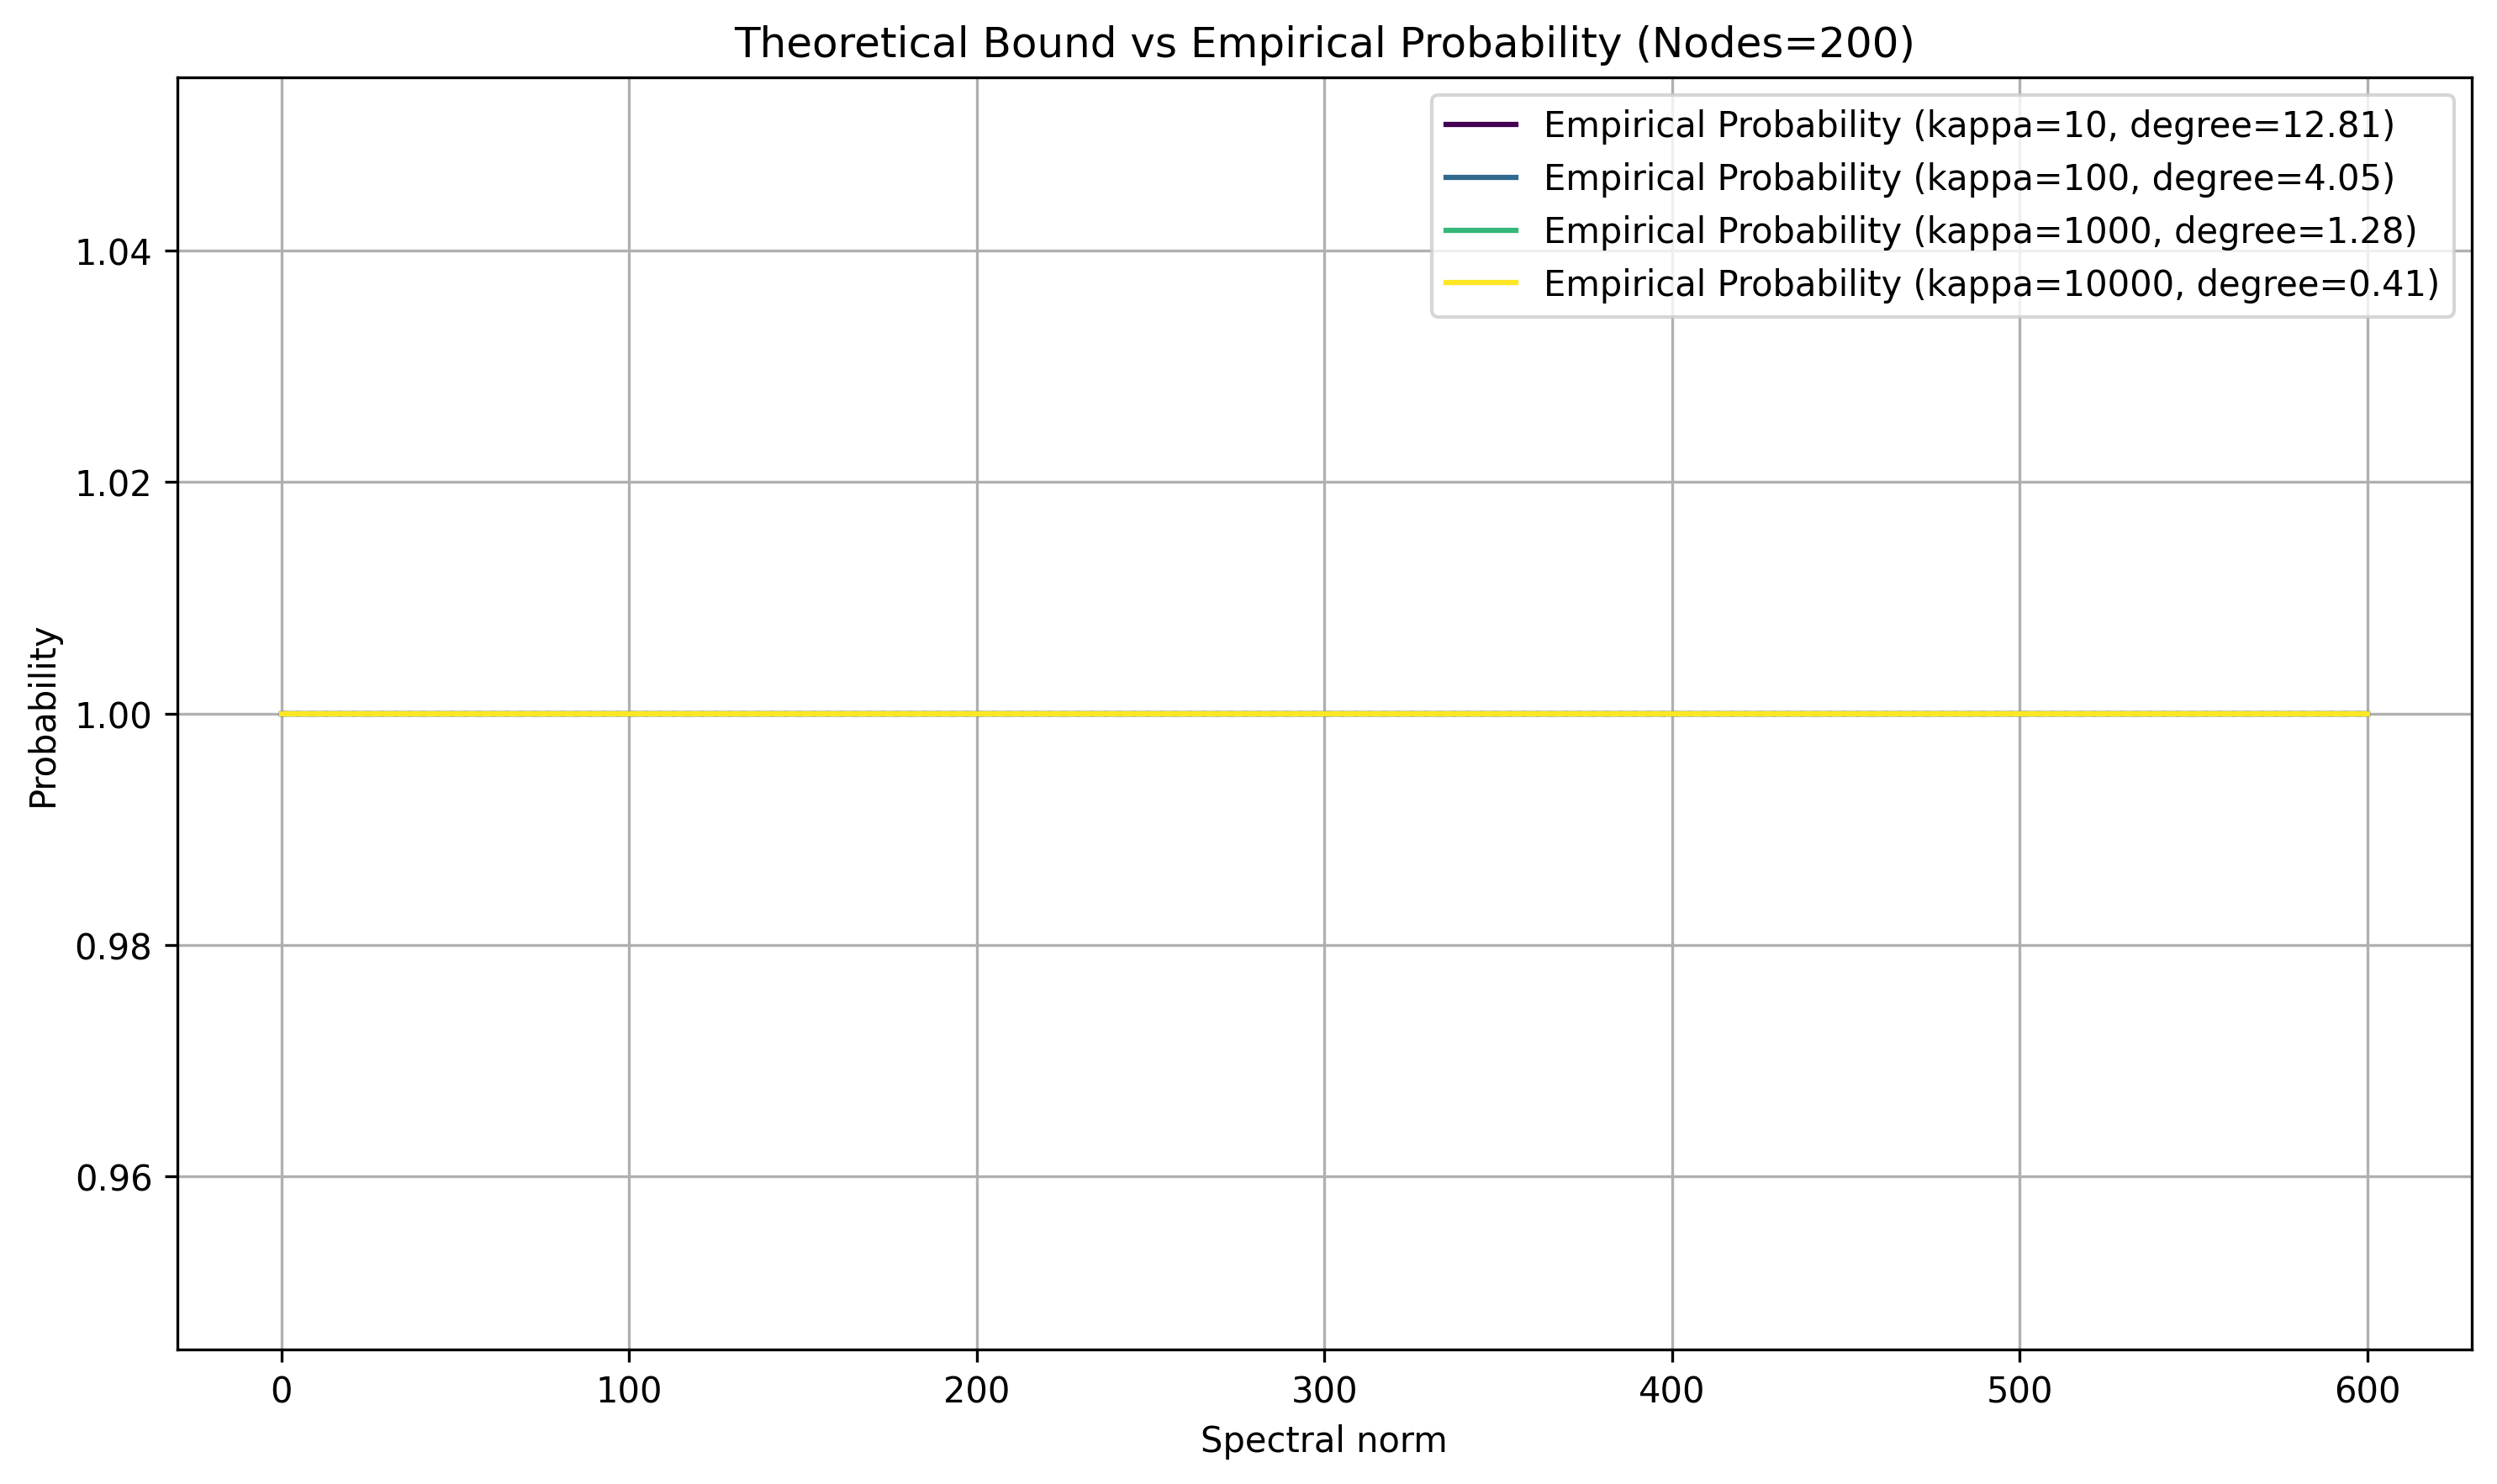 Theoretical Bound vs Empirical Probability (Nodes=200)
Empirical Probability (kappa=10, degree=12.81)
Empirical Probability (kappa=100, degree=4.05)
Empirical Probability (kappa=1000, degree=1.28)
Empirical Probability (kappa=10000, degree=0.41)
Probability
1.04
1.02
1.00
0.98
0.96
0 100 200 300 400 500 600
Spectral norm